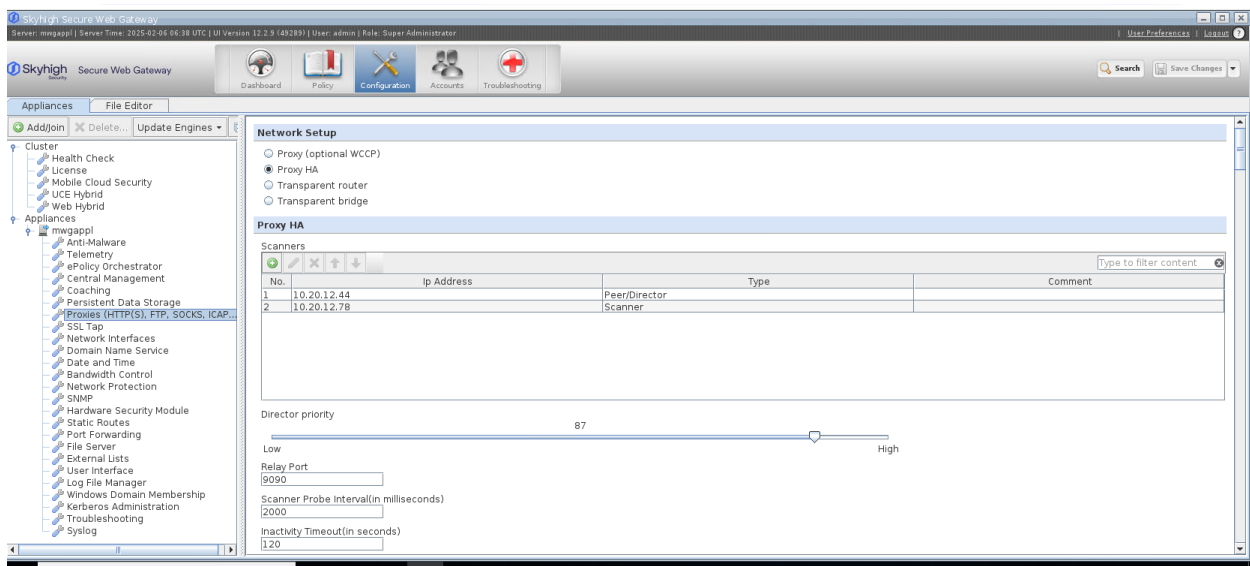 Skyhigh Secure Web Gateway
Server: mwgappl | Server Time: 2025-02-06 06:38 UTC | UI Version 12.2.9 (49289) | User: admin | Role: Super Administrator
| User Preferences | Logout ?
Skyhigh Security Secure Web Gateway
Dashboard Policy Configuration Accounts Troubleshooting
Search Save Changes
Appliances File Editor
Add/Join Delete... Update Engines
Cluster
Health Check
License
Mobile Cloud Security
UCE Hybrid
Web Hybrid
Appliances
mwgappl
Anti-Malware
Telemetry
ePolicy Orchestrator
Central Management
Coaching
Persistent Data Storage
Proxies (HTTP(S), FTP, SOCKS, ICAP...
SSL Tap
Network Interfaces
Domain Name Service
Date and Time
Bandwidth Control
Network Protection
SNMP
Hardware Security Module
Static Routes
Port Forwarding
File Server
External Lists
User Interface
Log File Manager
Windows Domain Membership
Kerberos Administration
Troubleshooting
Syslog
Network Setup
Proxy (optional WCCP)
Proxy HA
Transparent router
Transparent bridge
Proxy HA
Scanners
Type to filter content
No. Ip Address Type Comment
1 10.20.12.44 Peer/Director
2 10.20.12.78 Scanner
Director priority
87
Low High
Relay Port
9090
Scanner Probe Interval(in milliseconds)
2000
Inactivity Timeout(in seconds)
120